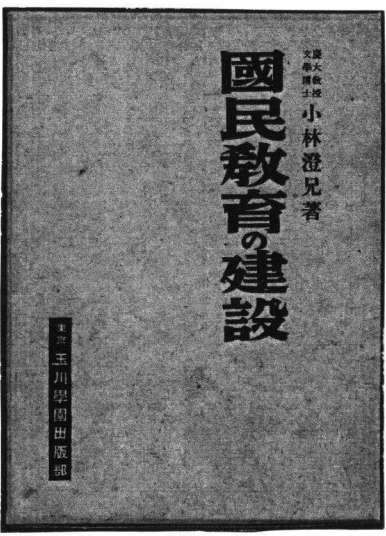 慶大教授
文學博士
小林澄兄著
國民教育の建設
東京 玉川學園出版部